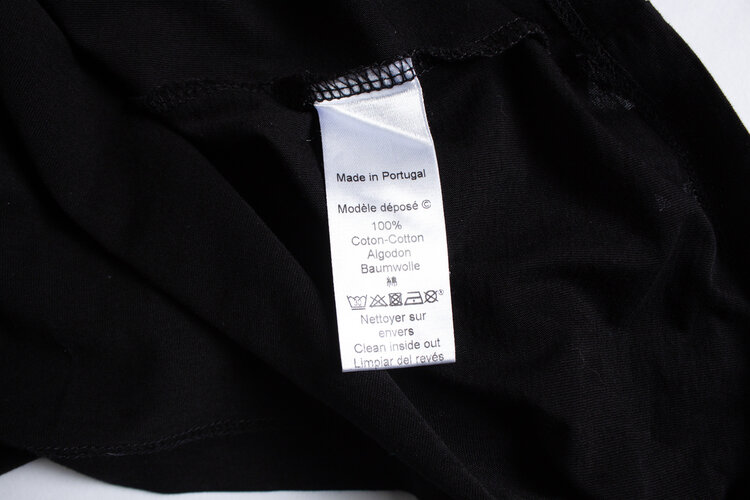 Made in Portugal
Modèle déposé ©
100%
Coton-Cotton
Algodon
Baumwolle
Nettoyer sur
envers
Clean inside out
Limpiar del revés